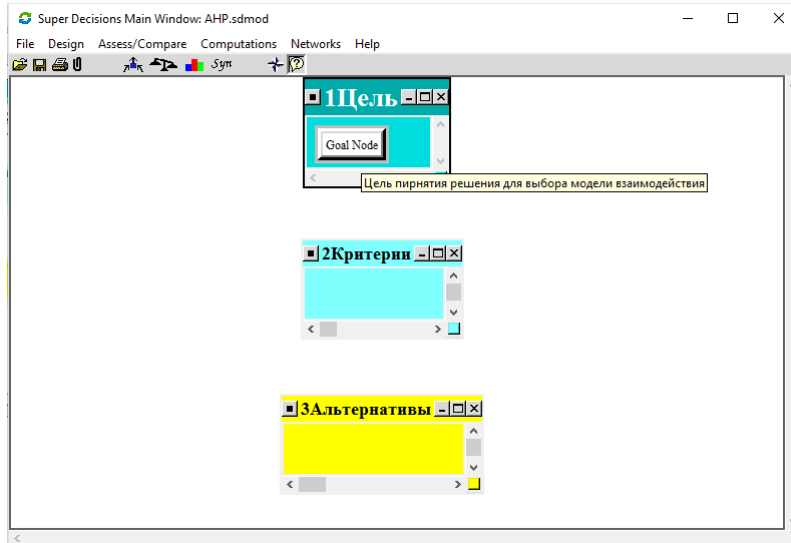 Super Decisions Main Window: AHP.sdmod
File Design Assess/Compare Computations Networks Help
Syn
1Цель
Goal Node
Цель пирнятия решения для выбора модели взаимодействия
2Критерии
3Альтернативы